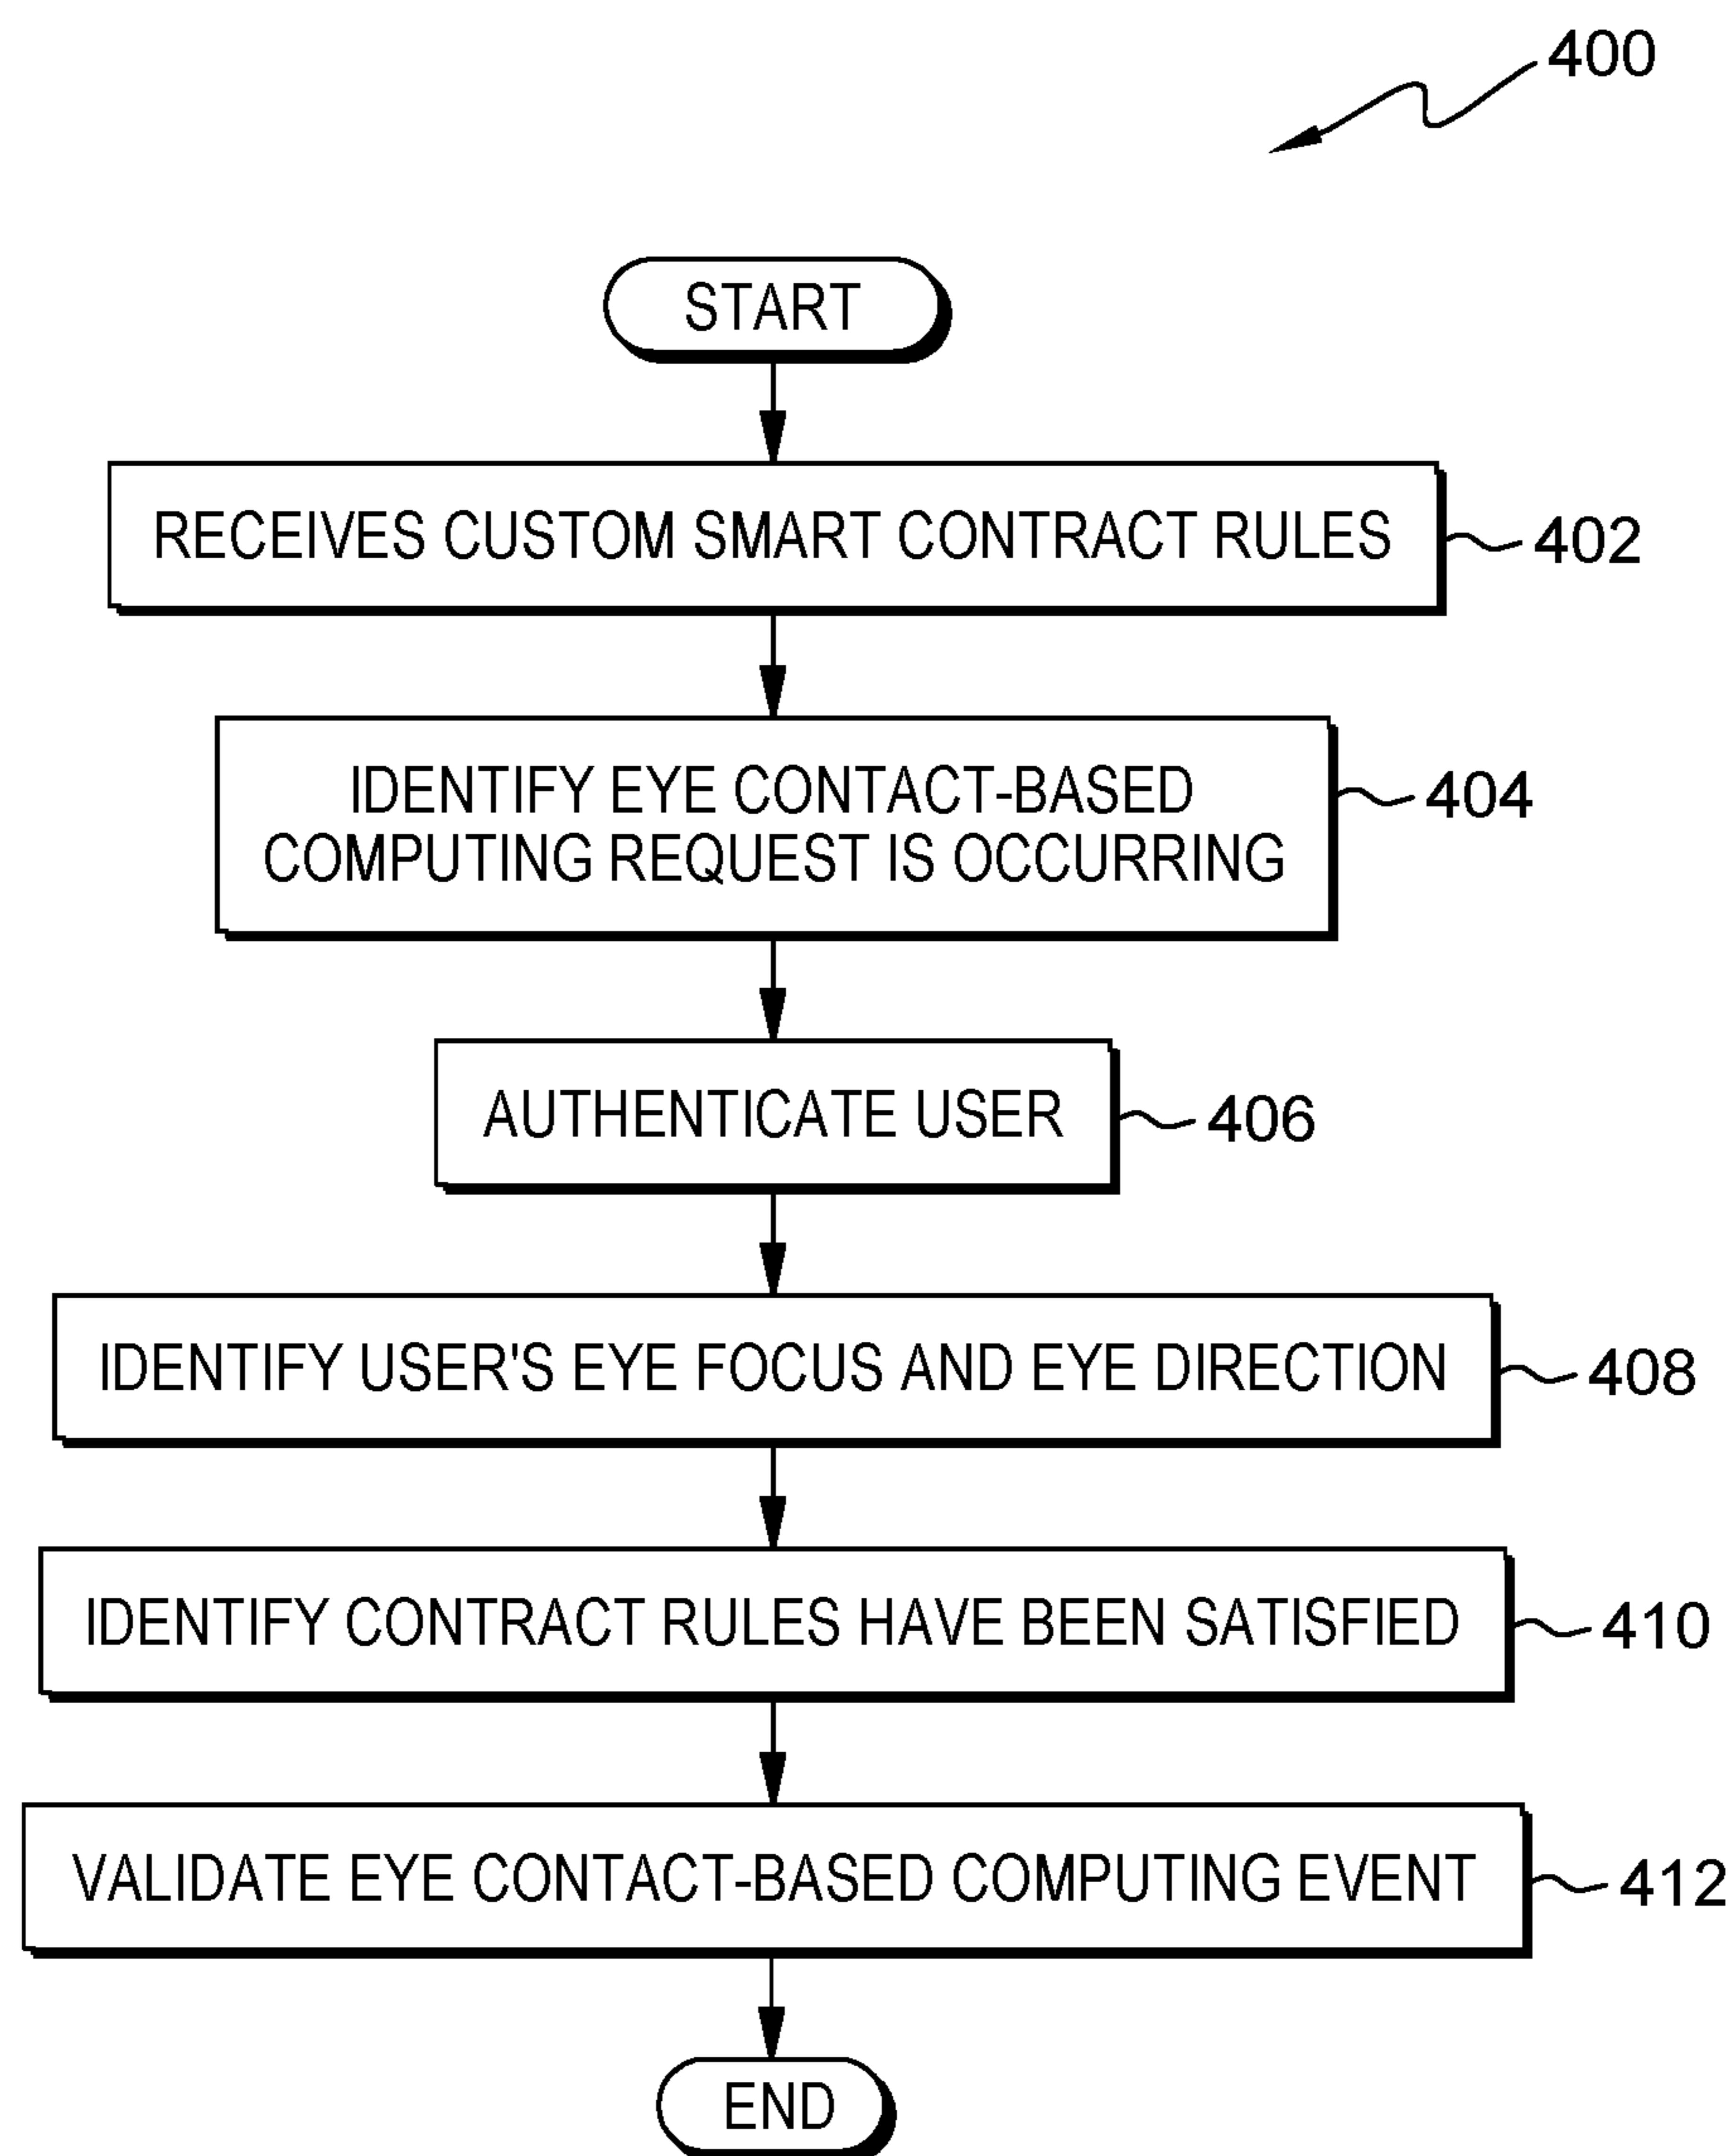 400
START
RECEIVES CUSTOM SMART CONTRACT RULES
402
IDENTIFY EYE CONTACT-BASED
COMPUTING REQUEST IS OCCURRING
404
AUTHENTICATE USER
406
IDENTIFY USER'S EYE FOCUS AND EYE DIRECTION
408
IDENTIFY CONTRACT RULES HAVE BEEN SATISFIED
410
VALIDATE EYE CONTACT-BASED COMPUTING EVENT
412
END